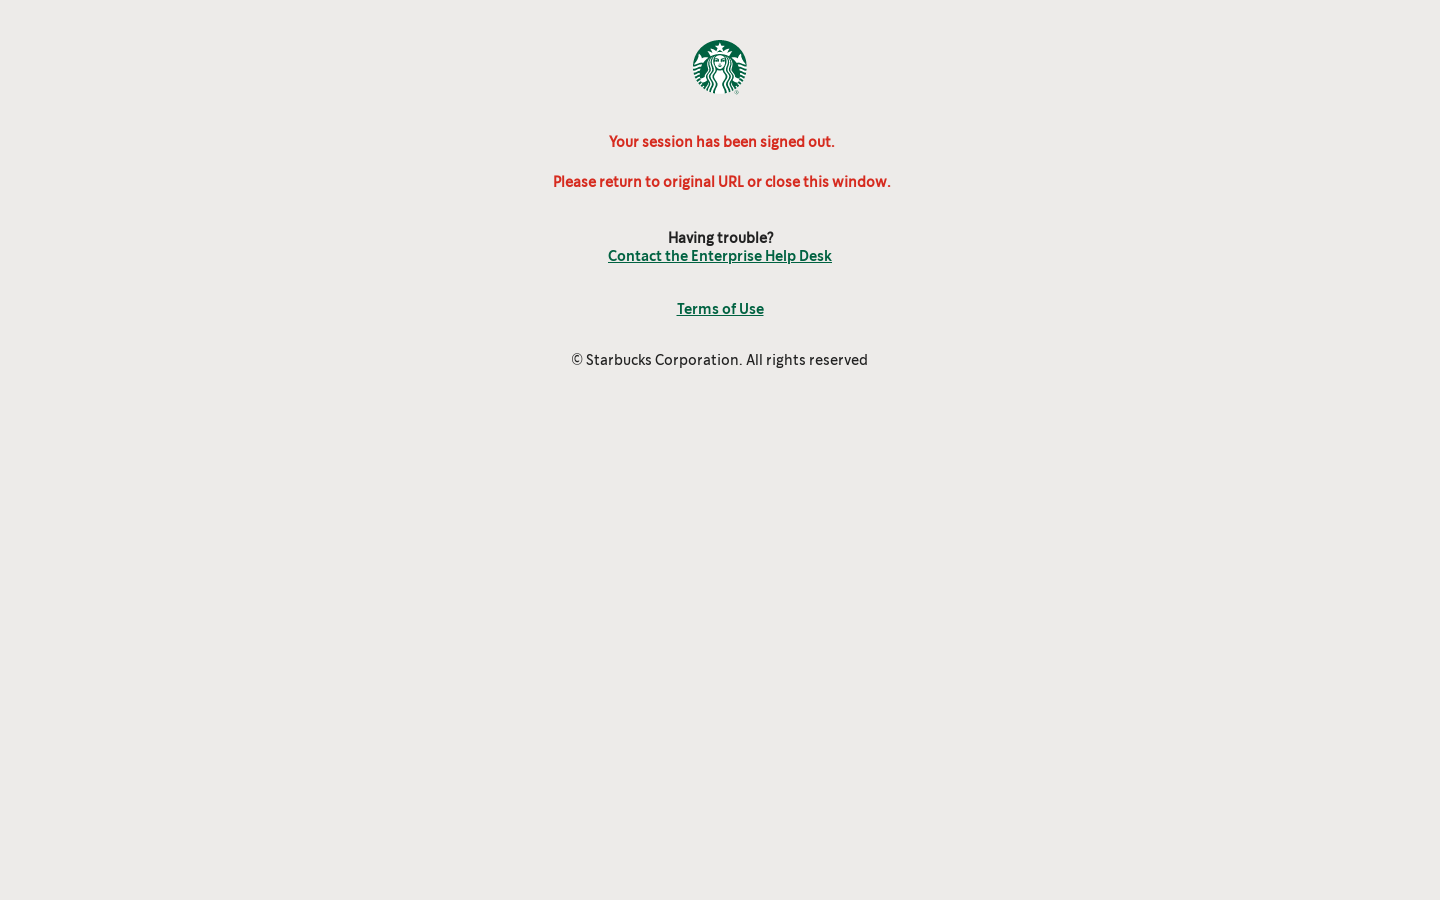 Your session has been signed out.
Please return to original URL or close this window.
Having trouble?
Contact the Enterprise Help Desk
Terms of Use
© Starbucks Corporation. All rights reserved